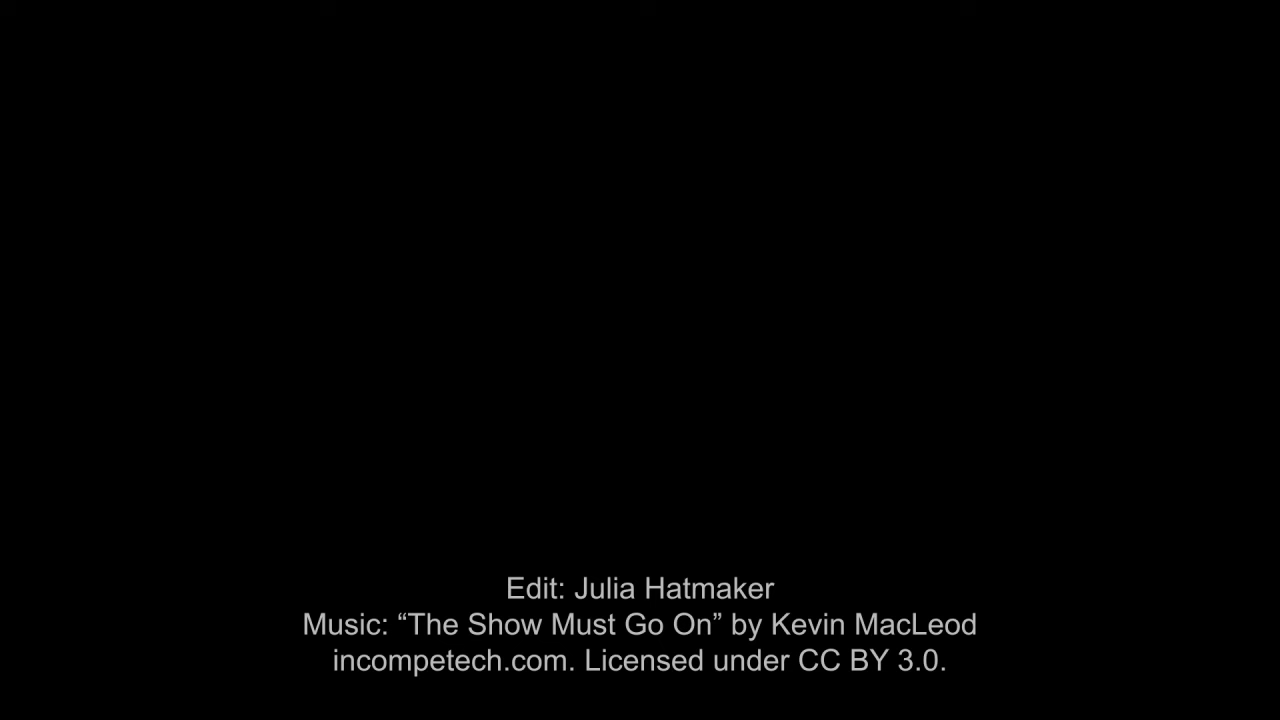 Edit: Julia Hatmaker
Music: “The Show Must Go On” by Kevin MacLeod
incompetech.com. Licensed under CC BY 3.0.